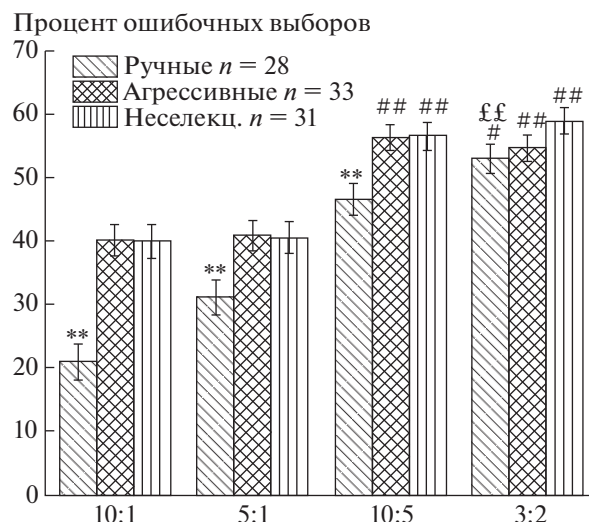 Процент ошибочных выборов
70
Ручные n = 28
Агрессивные n = 33
Неселекц. n = 31
60
50
40
30
20
10
0
**
**
**
## ##
££
# ## ##
10:1 5:1 10:5 3:2